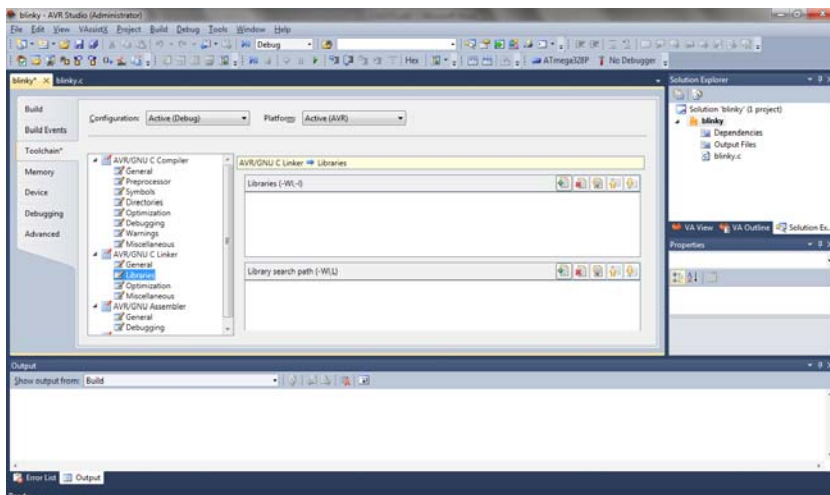 blinky - AVR Studio (Administrator)
File Edit View VAssistX Project Build Debug Tools Window Help
Debug
Hex ATmega328P No Debugger
blinky* blinky.c
Build
Build Events
Toolchain*
Memory
Device
Debugging
Advanced
Configuration: Active (Debug) Platform: Active (AVR)
AVR/GNU C Compiler
General
Preprocessor
Symbols
Directories
Optimization
Debugging
Warnings
Miscellaneous
AVR/GNU C Linker
General
Libraries
Optimization
Miscellaneous
AVR/GNU Assembler
General
Debugging
AVR/GNU C Linker Libraries
Libraries (-Wl,-l)
Library search path (-Wl,L)
Solution Explorer
Solution 'blinky' (1 project)
blinky
Dependencies
Output Files
blinky.c
VA View VA Outline Solution Ex...
Properties
Output
Show output from: Build
Error List Output